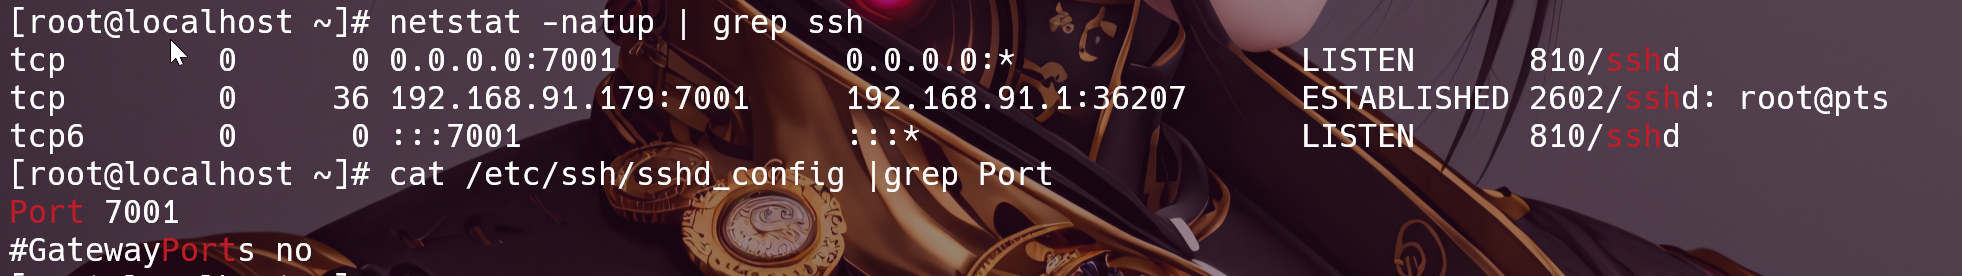 [root@localhost ~]# netstat -natup | grep ssh
tcp        0      0 0.0.0.0:7001            0.0.0.0:*               LISTEN      810/sshd
tcp        0     36 192.168.91.179:7001     192.168.91.1:36207      ESTABLISHED 2602/sshd: root@pts
tcp6       0      0 :::7001                 :::*                    LISTEN      810/sshd
[root@localhost ~]# cat /etc/ssh/sshd_config |grep Port
Port 7001
#GatewayPorts no